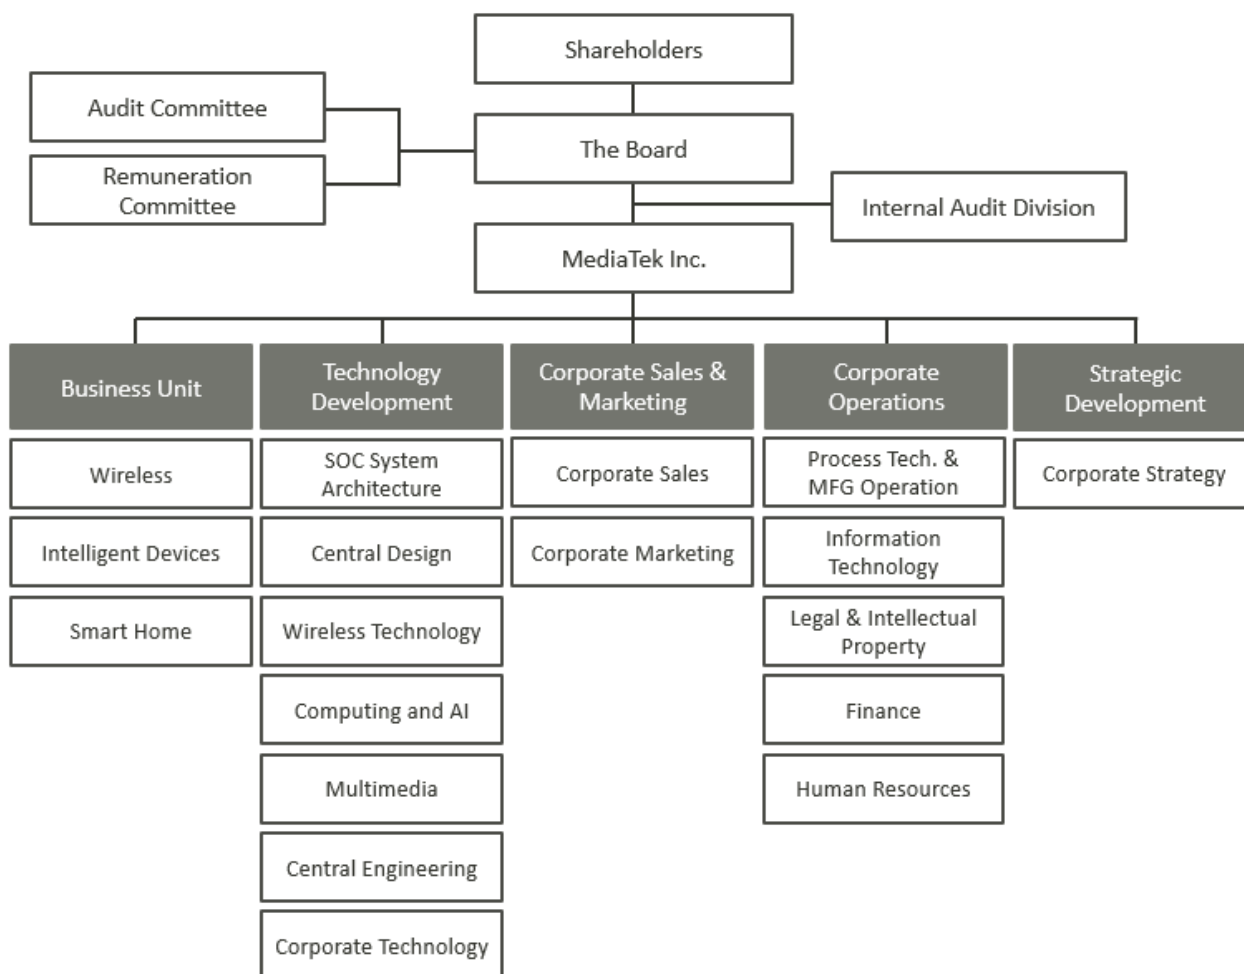 Shareholders
Audit Committee
The Board
Remuneration
Committee
Internal Audit Division
MediaTek Inc.
Business Unit
Wireless
Intelligent Devices
Smart Home
Technology
Development
SOC System
Architecture
Central Design
Wireless Technology
Computing and AI
Multimedia
Central Engineering
Corporate Technology
Corporate Sales &
Marketing
Corporate Sales
Corporate Marketing
Corporate
Operations
Process Tech. &
MFG Operation
Information
Technology
Legal & Intellectual
Property
Finance
Human Resources
Strategic
Development
Corporate Strategy